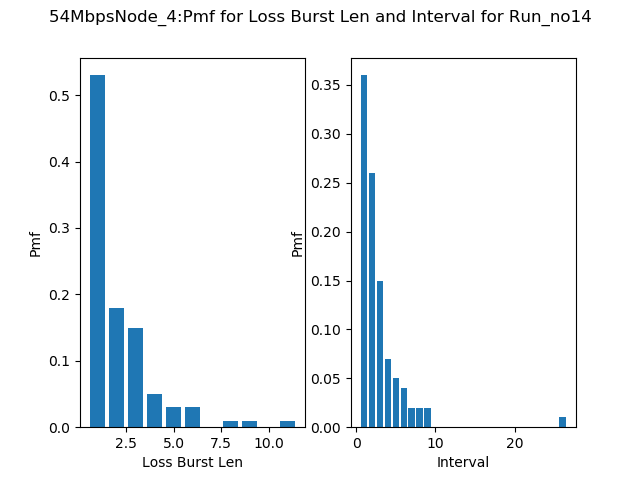 54MbpsNode_4:Pmf for Loss Burst Len and Interval for Run_no14
Pmf
0.5
0.4
0.3
0.2
0.1
0.0
2.5 5.0 7.5 10.0
Loss Burst Len
Pmf
0.35
0.30
0.25
0.20
0.15
0.10
0.05
0.00
0 10 20
Interval